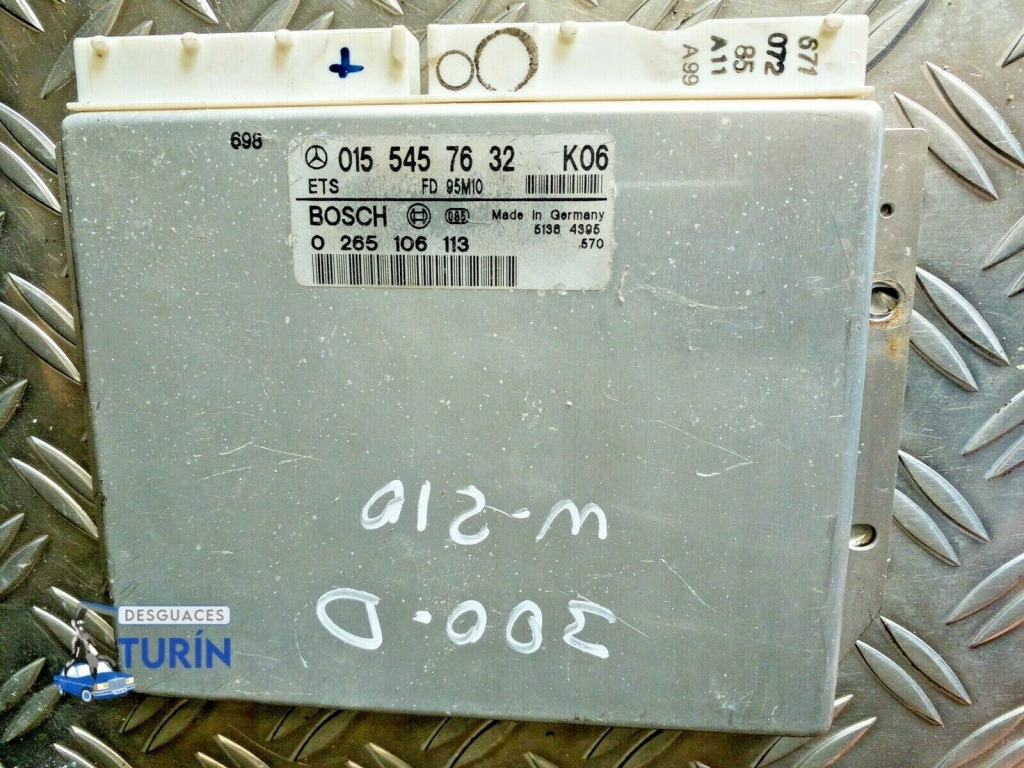 671
072
85
A11
A99
698
015 545 76 32 K06
ETS FD 95M10
BOSCH 085 Made in Germany
5136 4395
0 265 106 113 570
300-D
W-210
DESGUACES
TURÍN